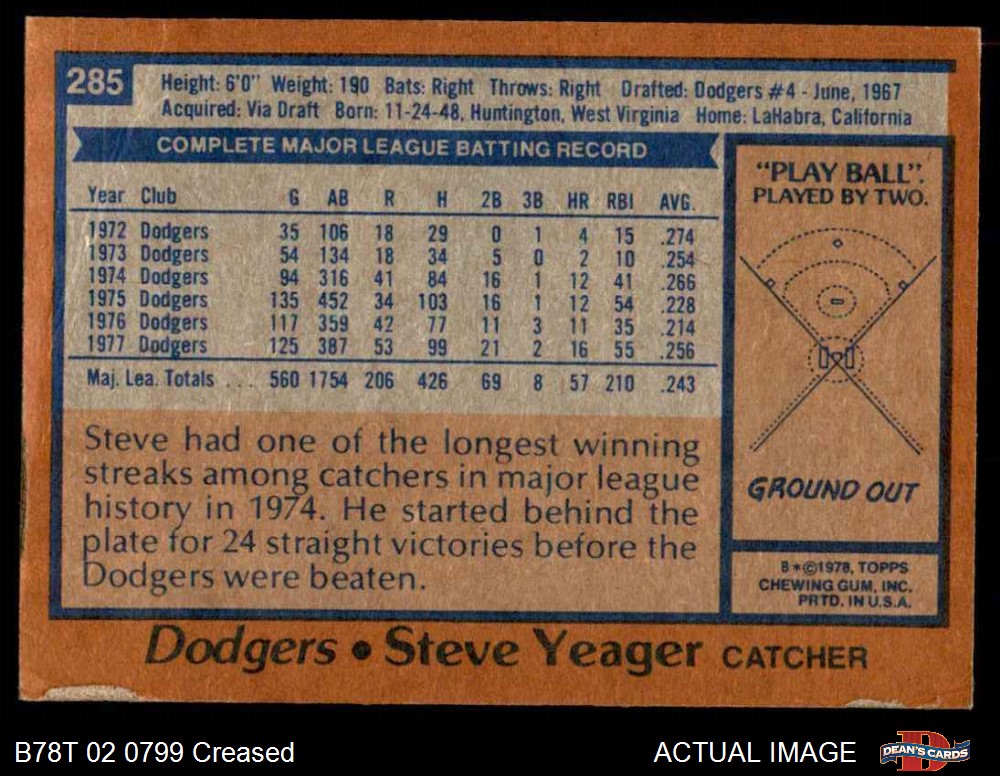 285
Height: 6'0" Weight: 190 Bats: Right Throws: Right Drafted: Dodgers #4 - June, 1967
Acquired: Via Draft Born: 11-24-48, Huntington, West Virginia Home: LaHabra, California
COMPLETE MAJOR LEAGUE BATTING RECORD
Year Club G AB R H 2B 3B HR RBI AVG.
1972 Dodgers 35 106 18 29 0 1 4 15 .274
1973 Dodgers 54 134 18 34 5 0 2 10 .254
1974 Dodgers 94 316 41 84 16 1 12 41 .266
1975 Dodgers 135 452 34 103 16 1 12 54 .228
1976 Dodgers 117 359 42 77 11 3 11 35 .214
1977 Dodgers 125 387 53 99 21 2 16 55 .256
Maj. Lea. Totals . . . 560 1754 206 426 69 8 57 210 .243
Steve had one of the longest winning
streaks among catchers in major league
history in 1974. He started behind the
plate for 24 straight victories before the
Dodgers were beaten.
"PLAY BALL".
PLAYED BY TWO.
GROUND OUT
B*©1978, TOPPS
CHEWING GUM, INC.
PRTD. IN U.S.A.
Dodgers • Steve Yeager CATCHER
B78T 02 0799 Creased
ACTUAL IMAGE
D
DEAN'S CARDS